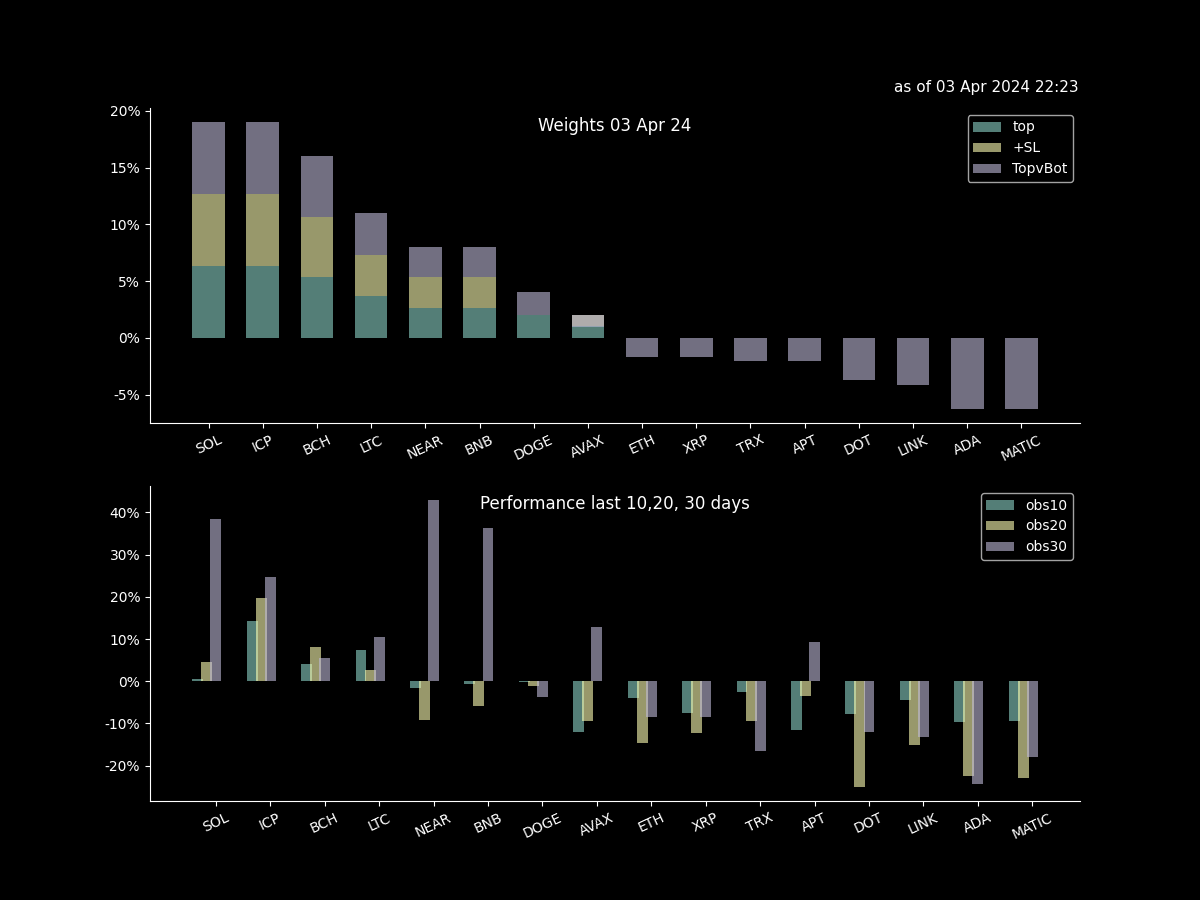 as of 03 Apr 2024 22:23
Weights 03 Apr 24
top
+SL
TopvBot
20%
15%
10%
5%
0%
-5%
SOL ICP BCH LTC NEAR BNB DOGE AVAX ETH XRP TRX APT DOT LINK ADA MATIC
Performance last 10,20, 30 days
obs10
obs20
obs30
40%
30%
20%
10%
0%
-10%
-20%
SOL ICP BCH LTC NEAR BNB DOGE AVAX ETH XRP TRX APT DOT LINK ADA MATIC